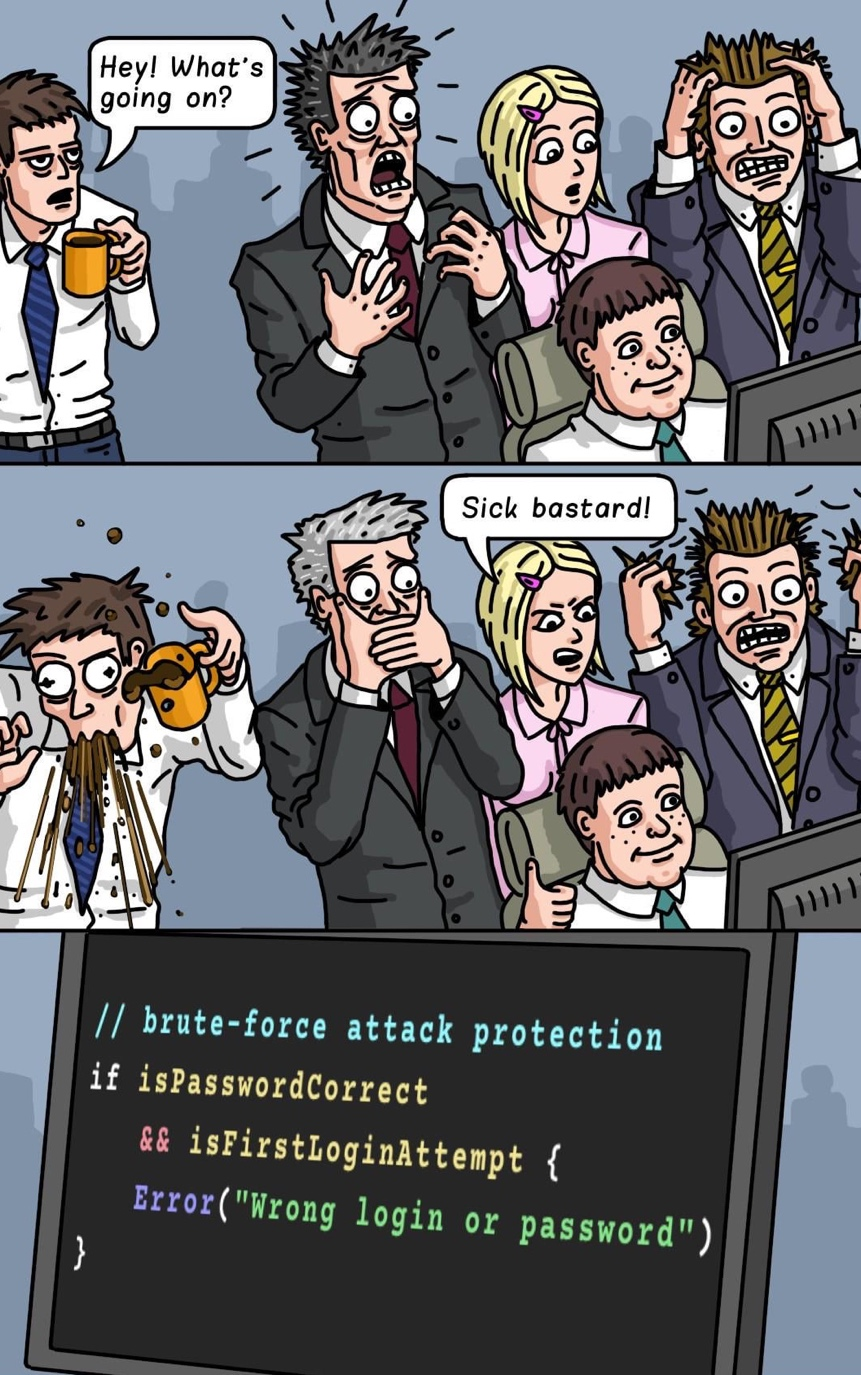 Hey! What's
going on?
Sick bastard!
// brute-force attack protection
if isPasswordCorrect
&& isFirstLoginAttempt {
Error("Wrong login or password")
}